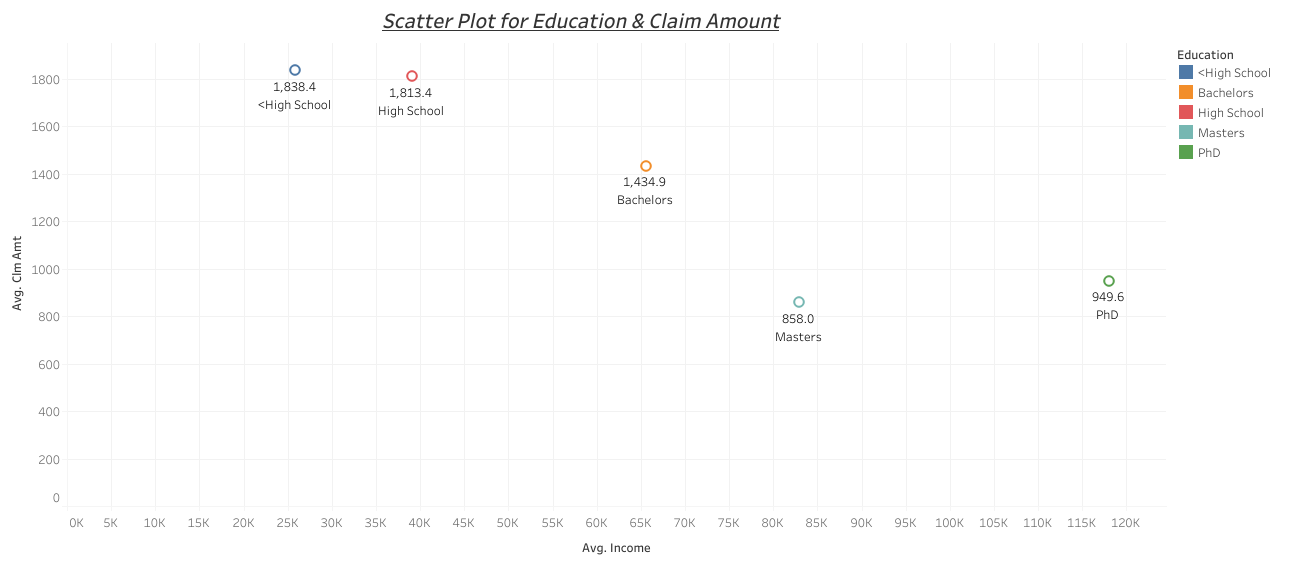 Scatter Plot for Education & Claim Amount
Education
<High School
Bachelors
High School
Masters
PhD
Avg. Clm Amt
1800
1600
1400
1200
1000
800
600
400
200
0
1,838.4
<High School
1,813.4
High School
1,434.9
Bachelors
858.0
Masters
949.6
PhD
0K 5K 10K 15K 20K 25K 30K 35K 40K 45K 50K 55K 60K 65K 70K 75K 80K 85K 90K 95K 100K 105K 110K 115K 120K
Avg. Income